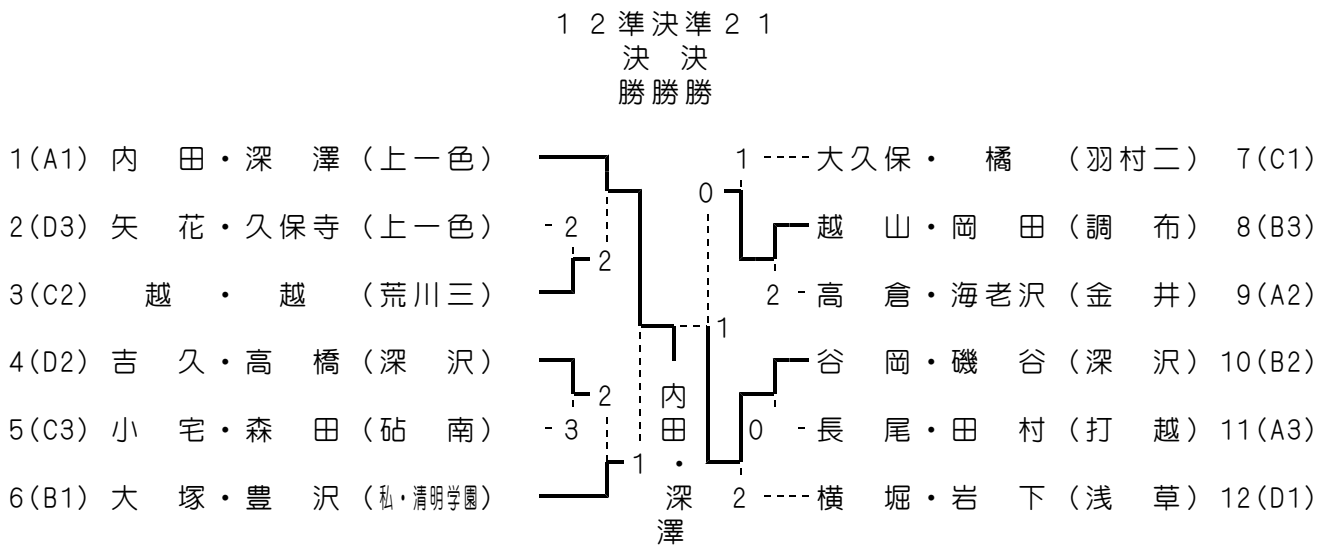 １２準決準２１
決　決
勝勝勝
1(A1) 内　田・深　澤 (上一色)　1　大久保・　橘　(羽村二) 7(C1)
0
2(D3) 矢　花・久保寺 (上一色)　2　越　山・岡　田 (調　布) 8(B3)
2
3(C2) 　越　・　越　 (荒川三)　2　高　倉・海老沢 (金　井) 9(A2)
1
4(D2) 吉　久・高　橋 (深　沢)　谷　岡・磯　谷 (深　沢) 10(B2)
2
5(C3) 小　宅・森　田 (砧　南)　3　0　長　尾・田　村 (打　越) 11(A3)
1
6(B1) 大　塚・豊　沢 (私・清明学園)　2　横　堀・岩　下 (浅　草) 12(D1)
内田・深澤